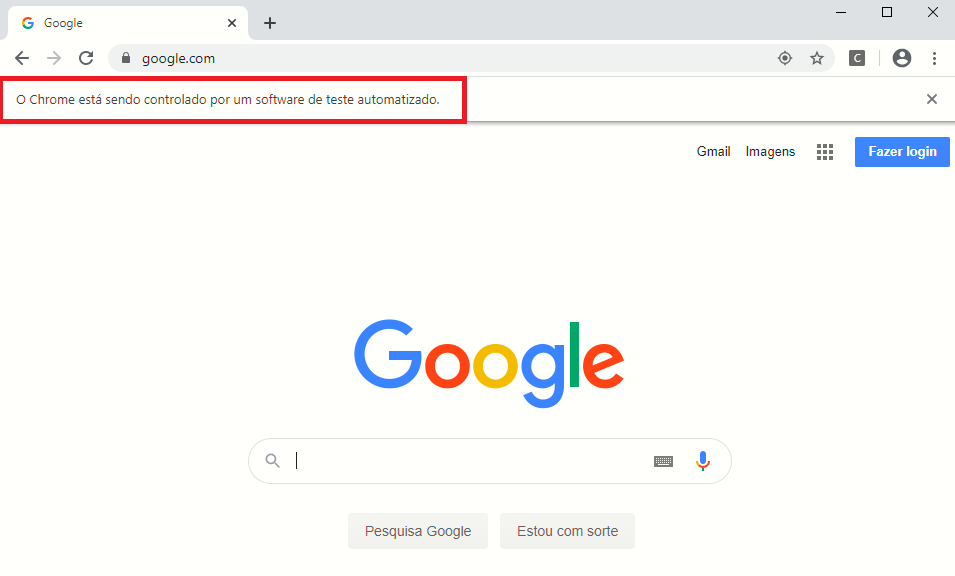 Google
google.com
C
O Chrome está sendo controlado por um software de teste automatizado.
Gmail Imagens Fazer login
Google
Pesquisa Google Estou com sorte